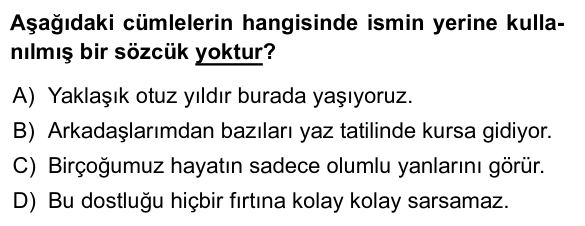 Aşağıdaki cümlelerin hangisinde ismin yerine kulla-
nılmış bir sözcük yoktur?
A) Yaklaşık otuz yıldır burada yaşıyoruz.
B) Arkadaşlarımdan bazıları yaz tatilinde kursa gidiyor.
C) Birçoğumuz hayatın sadece olumlu yanlarını görür.
D) Bu dostluğu hiçbir fırtına kolay kolay sarsamaz.